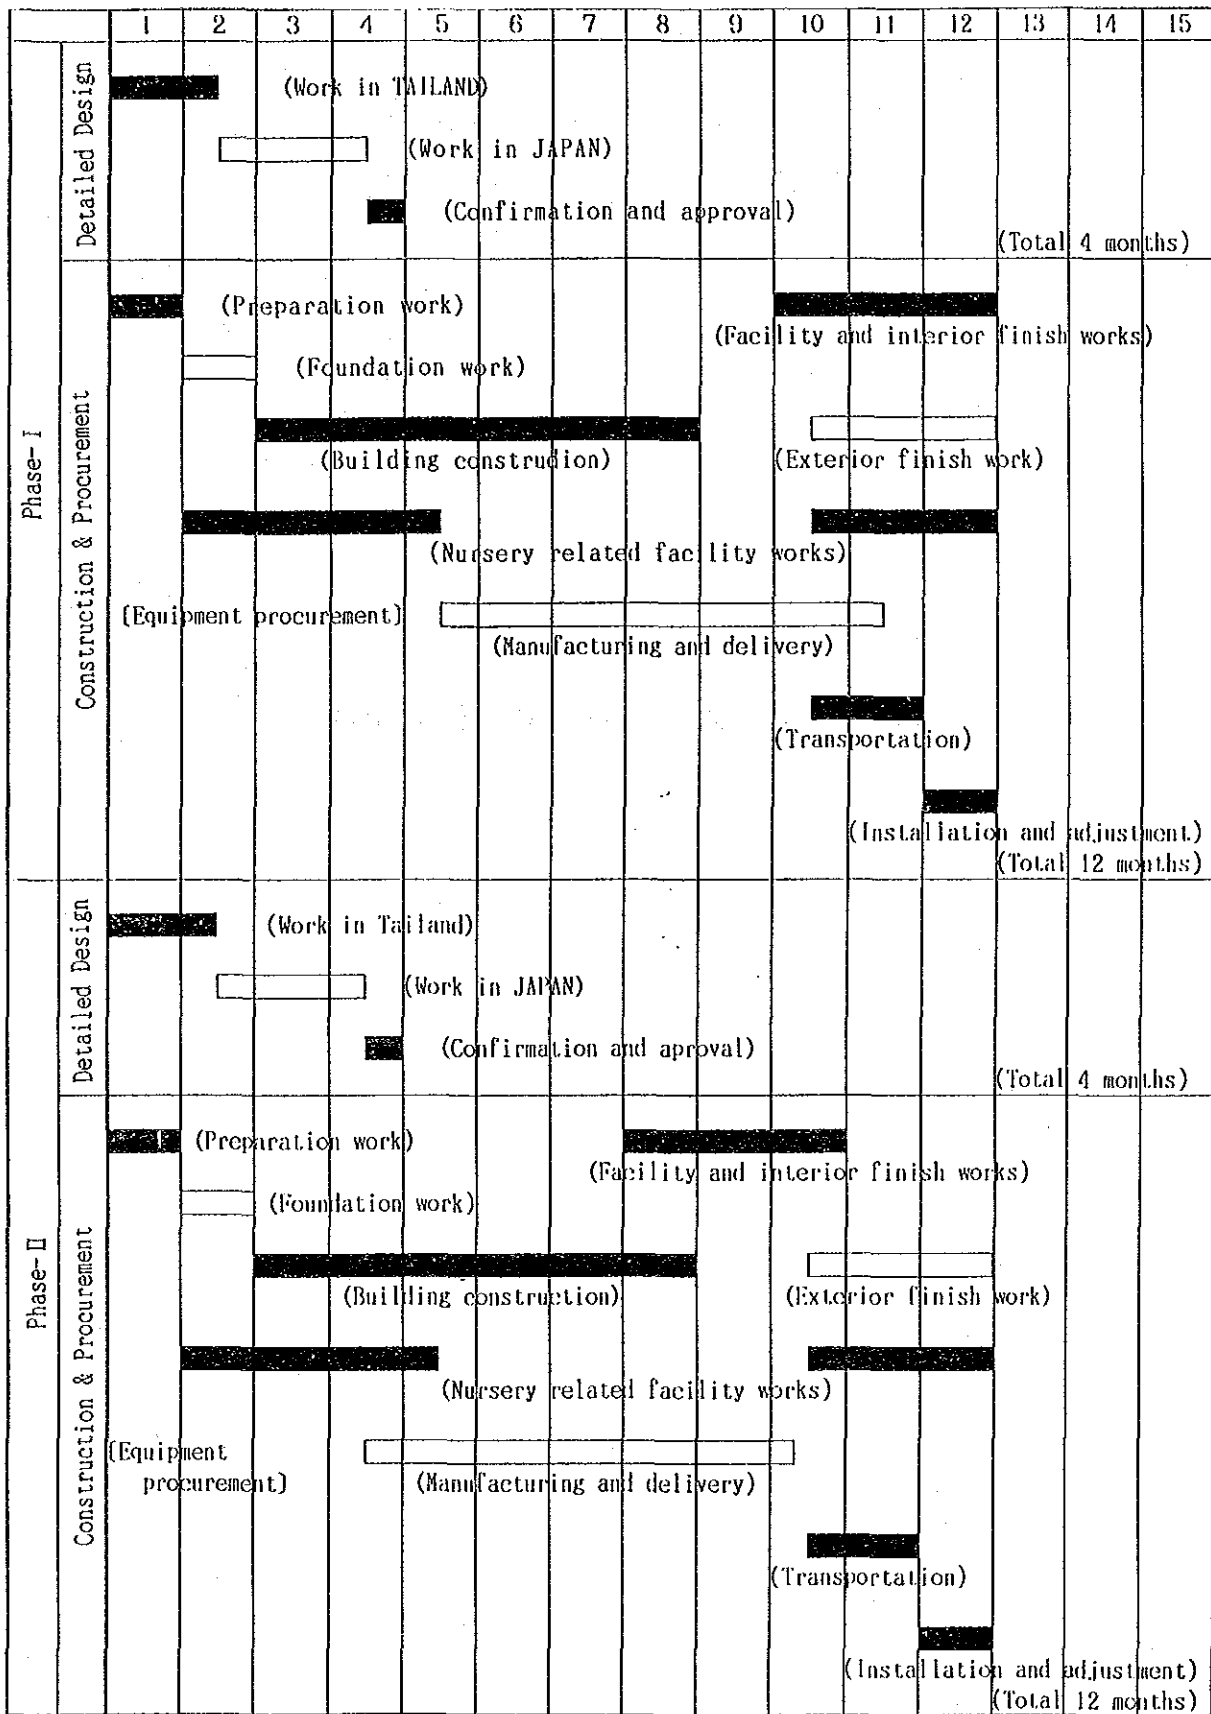 1 2 3 4 5 6 7 8 9 10 11 12 13 14 15
Phase-I
Detailed Design
(Work in TAILAND)
(Work in JAPAN)
(Confirmation and approval)
(Total 4 months)
Construction & Procurement
(Preparation work)
(Facility and interior finish works)
(Foundation work)
(Building construdion)
(Exterior finish work)
(Nursery related facility works)
[Equipment procurement]
(Manufacturing and delivery)
(Transportation)
(Installation and adjustment)
(Total 12 months)
Phase-II
Detailed Design
(Work in Tailand)
(Work in JAPAN)
(Confirmation and aproval)
(Total 4 months)
Construction & Procurement
(Preparation work)
(Facility and interior finish works)
(Foundation work)
(Building construction)
(Exterior finish work)
(Nursery related facility works)
[Equipment
procurement]
(Manufacturing and delivery)
(Transportation)
(Installation and adjustment)
(Total 12 months)